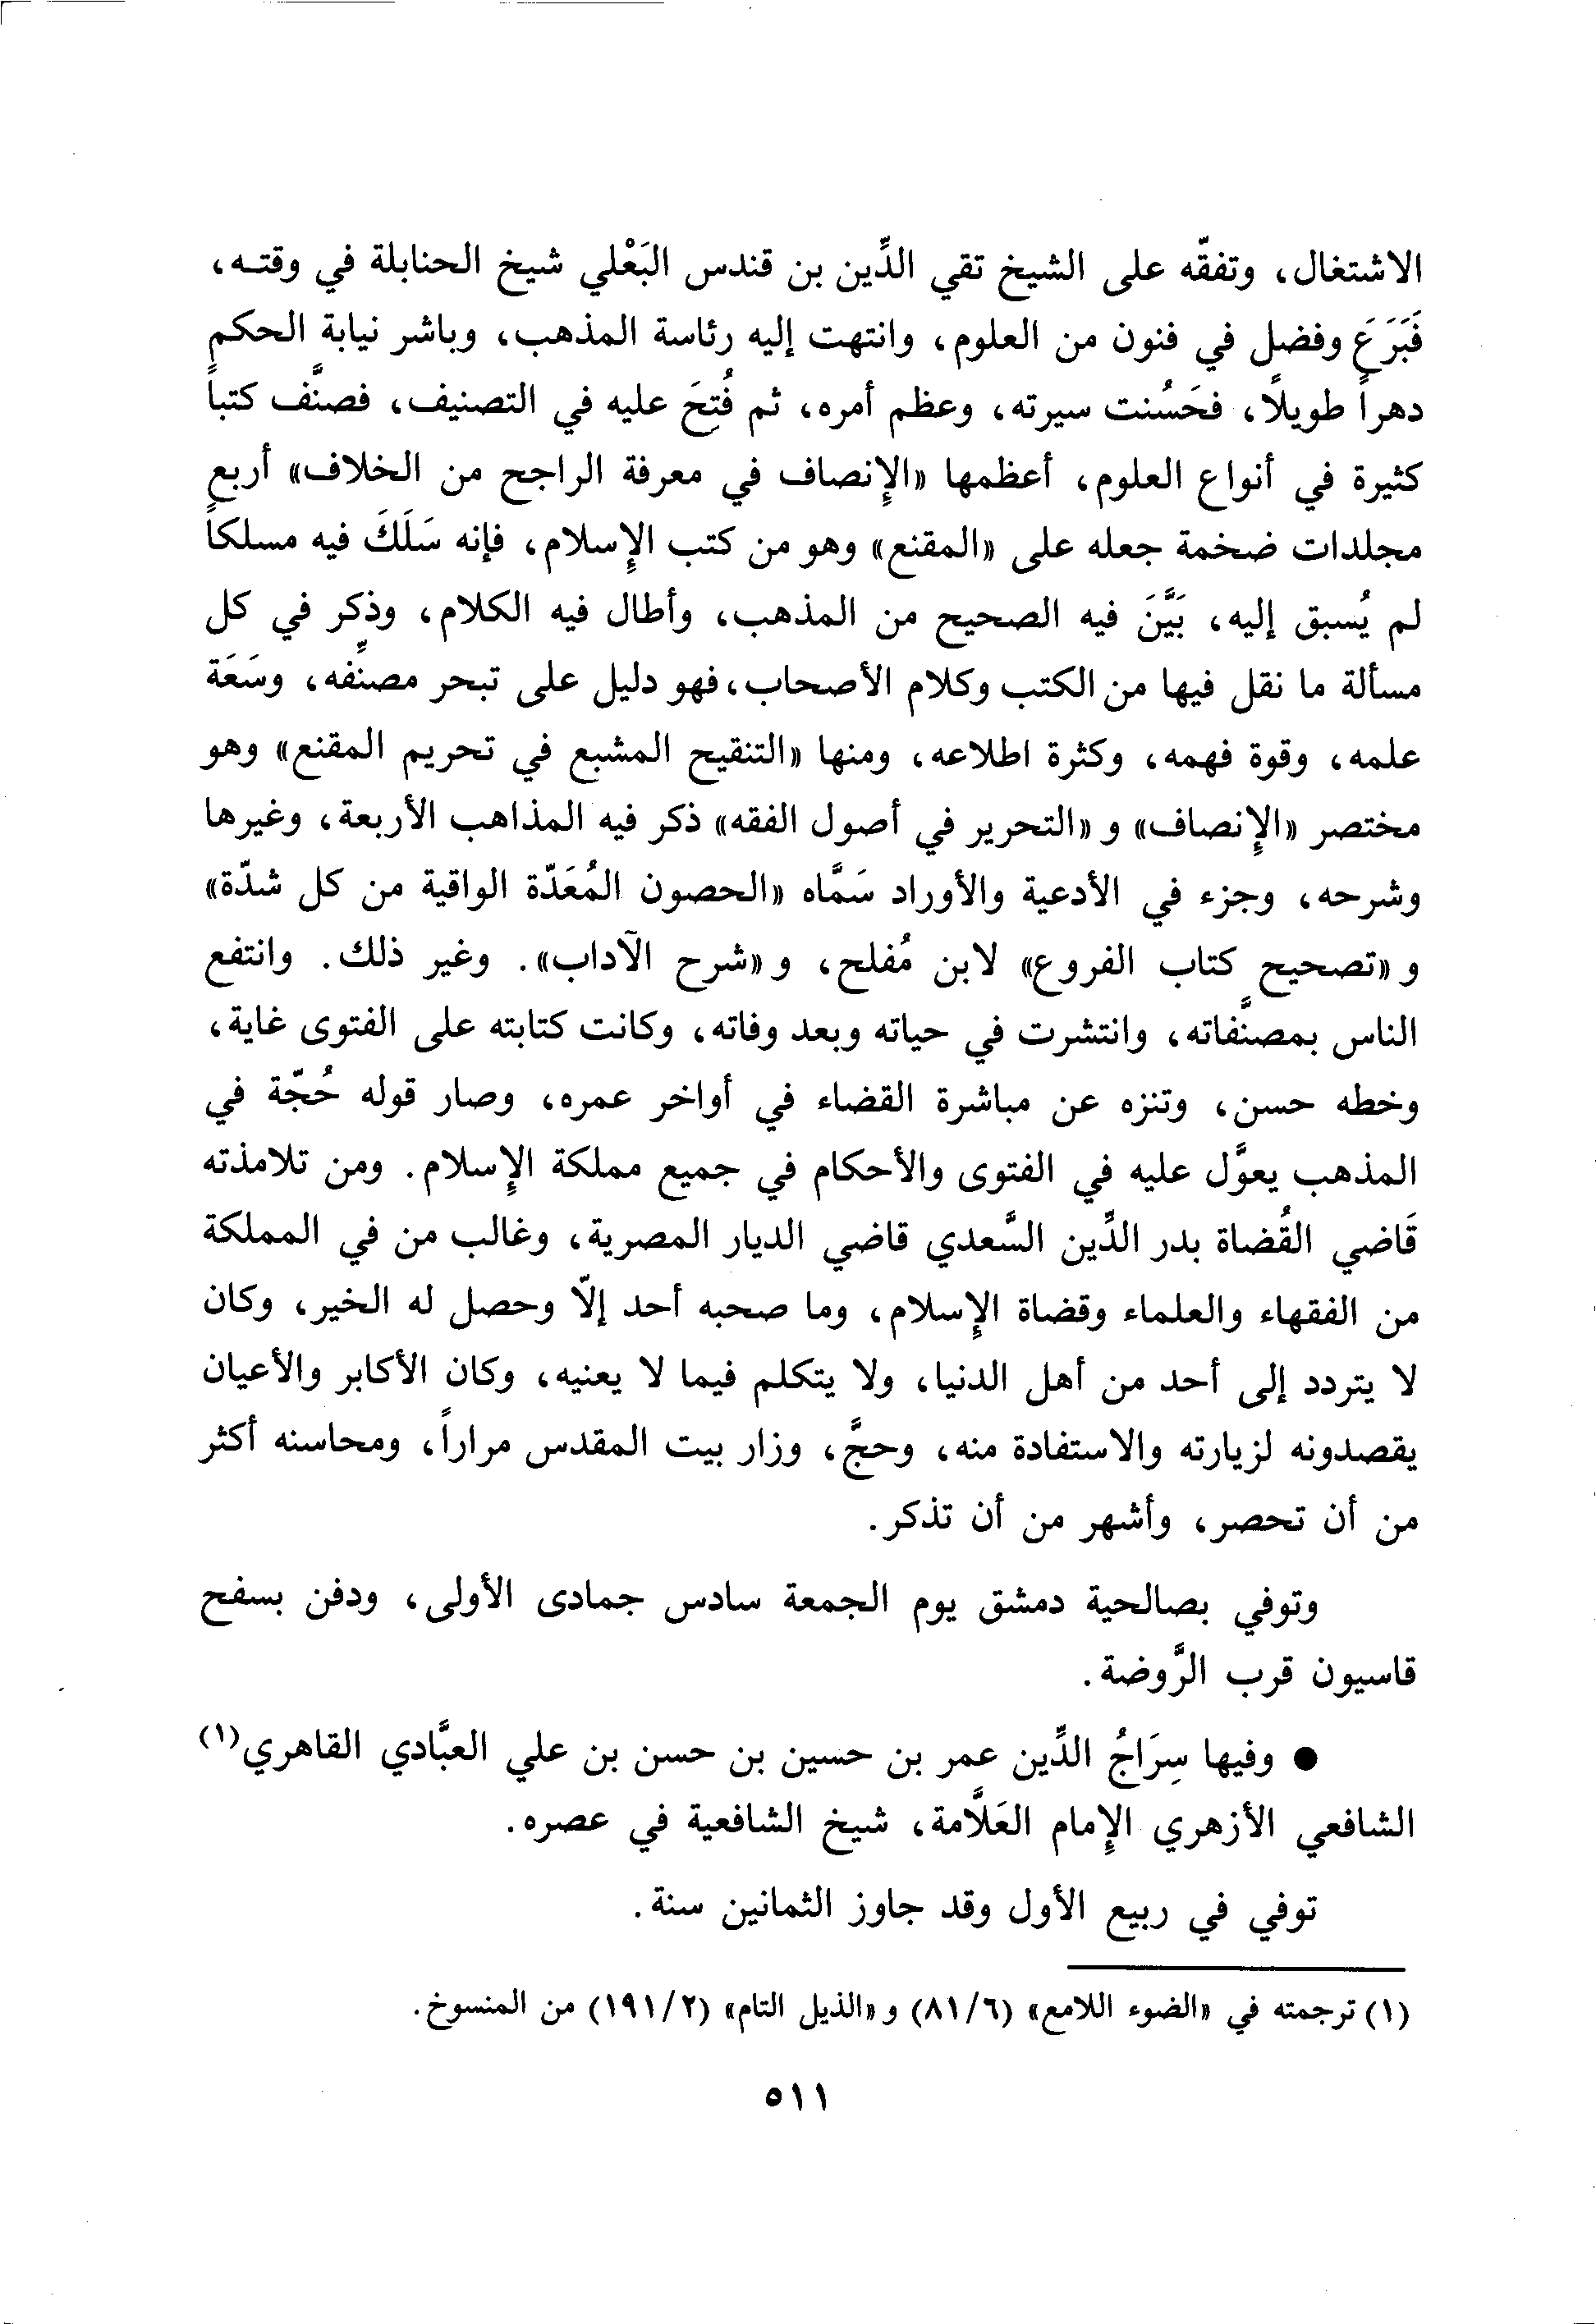 الاشتغال، وتفقّه على الشيخ تقي الدِّين بن قندس البَعْلي شيخ الحنابلة في وقتـه،
فَبَرَعَ وفضل في فنون من العلوم، وانتهت إليه رئاسة المذهب، وباشر نيابة الحكم
دهراً طويلاً، فحَسُنت سيرته، وعظم أمره، ثم فُتِحَ عليه في التصنيف، فصنَّف كتباً
كثيرة في أنواع العلوم، أعظمها «الإنصاف في معرفة الراجح من الخلاف» أربع
مجلدات ضخمة جعله على «المقنع» وهو من كتب الإسلام، فإنه سَلَكَ فيه مسلكاً
لم يُسبق إليه، بَيَّنَ فيه الصحيح من المذهب، وأطال فيه الكلام، وذكر في كل
مسألة ما نقل فيها من الكتب وكلام الأصحاب، فهو دليل على تبحر مصنِّفه، وسَعَة
علمه، وقوة فهمه، وكثرة اطلاعه، ومنها «التنقيح المشبع في تحريم المقنع» وهو
مختصر «الإنصاف» و «التحرير في أصول الفقه» ذكر فيه المذاهب الأربعة، وغيرها
وشرحه، وجزء في الأدعية والأوراد سَمَّاه «الحصون المُعَدّة الواقية من كل شدّة»
و «تصحيح كتاب الفروع» لابن مُفلح، و «شرح الآداب». وغير ذلك. وانتفع
الناس بمصنَّفاته، وانتشرت في حياته وبعد وفاته، وكانت كتابته على الفتوى غاية،
وخطه حسن، وتنزه عن مباشرة القضاء في أواخر عمره، وصار قوله حُجّة في
المذهب يعوَّل عليه في الفتوى والأحكام في جميع مملكة الإسلام. ومن تلامذته
قَاضي القُضاة بدر الدِّين السَّعدي قاضي الديار المصرية، وغالب من في المملكة
من الفقهاء والعلماء وقضاة الإسلام، وما صحبه أحد إلّا وحصل له الخير، وكان
لا يتردد إلى أحد من أهل الدنيا، ولا يتكلم فيما لا يعنيه، وكان الأكابر والأعيان
يقصدونه لزيارته والاستفادة منه، وحجَّ، وزار بيت المقدس مراراً، ومحاسنه أكثر
من أن تحصر، وأشهر من أن تذكر.
وتوفي بصالحية دمشق يوم الجمعة سادس جمادى الأولى، ودفن بسفح
قاسيون قرب الرَّوضة.
● وفيها سِرَاجُ الدِّين عمر بن حسين بن حسن بن علي العبَّادي القاهري(١)
الشافعي الأزهري الإمام العَلَّامة، شيخ الشافعية في عصره.
توفي في ربيع الأول وقد جاوز الثمانين سنة.
(١) ترجمته في «الضوء اللامع» (٨١/٦) و «الذيل التام» (١٩١/٢) من المنسوخ.
٥١١